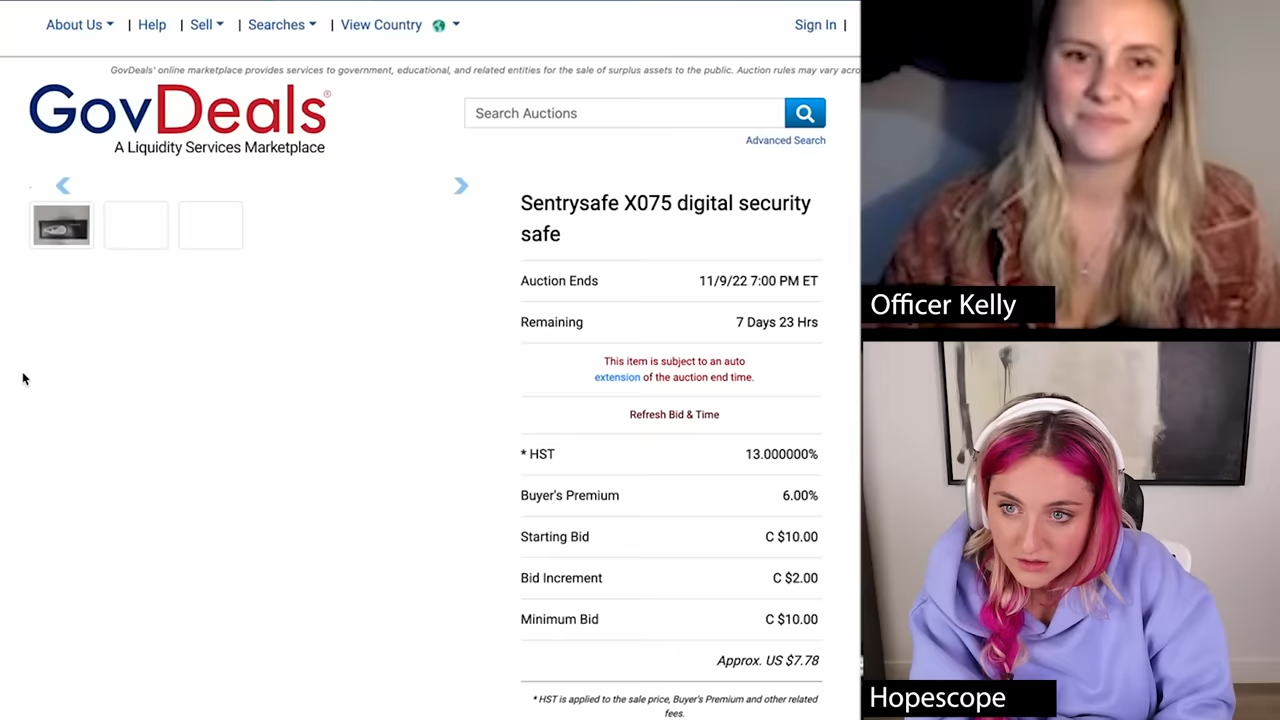 About Us | Help | Sell | Searches | View Country Sign In |
GovDeals' online marketplace provides services to government, educational, and related entities for the sale of surplus assets to the public. Auction rules may vary acro
GovDeals®
A Liquidity Services Marketplace
Search Auctions
Advanced Search
Sentrysafe X075 digital security
safe
Auction Ends 11/9/22 7:00 PM ET
Remaining 7 Days 23 Hrs
This item is subject to an auto
extension of the auction end time.
Refresh Bid & Time
* HST 13.000000%
Buyer's Premium 6.00%
Starting Bid C $10.00
Bid Increment C $2.00
Minimum Bid C $10.00
Approx. US $7.78
* HST is applied to the sale price, Buyer's Premium and other related
fees.
Officer Kelly
Hopescope